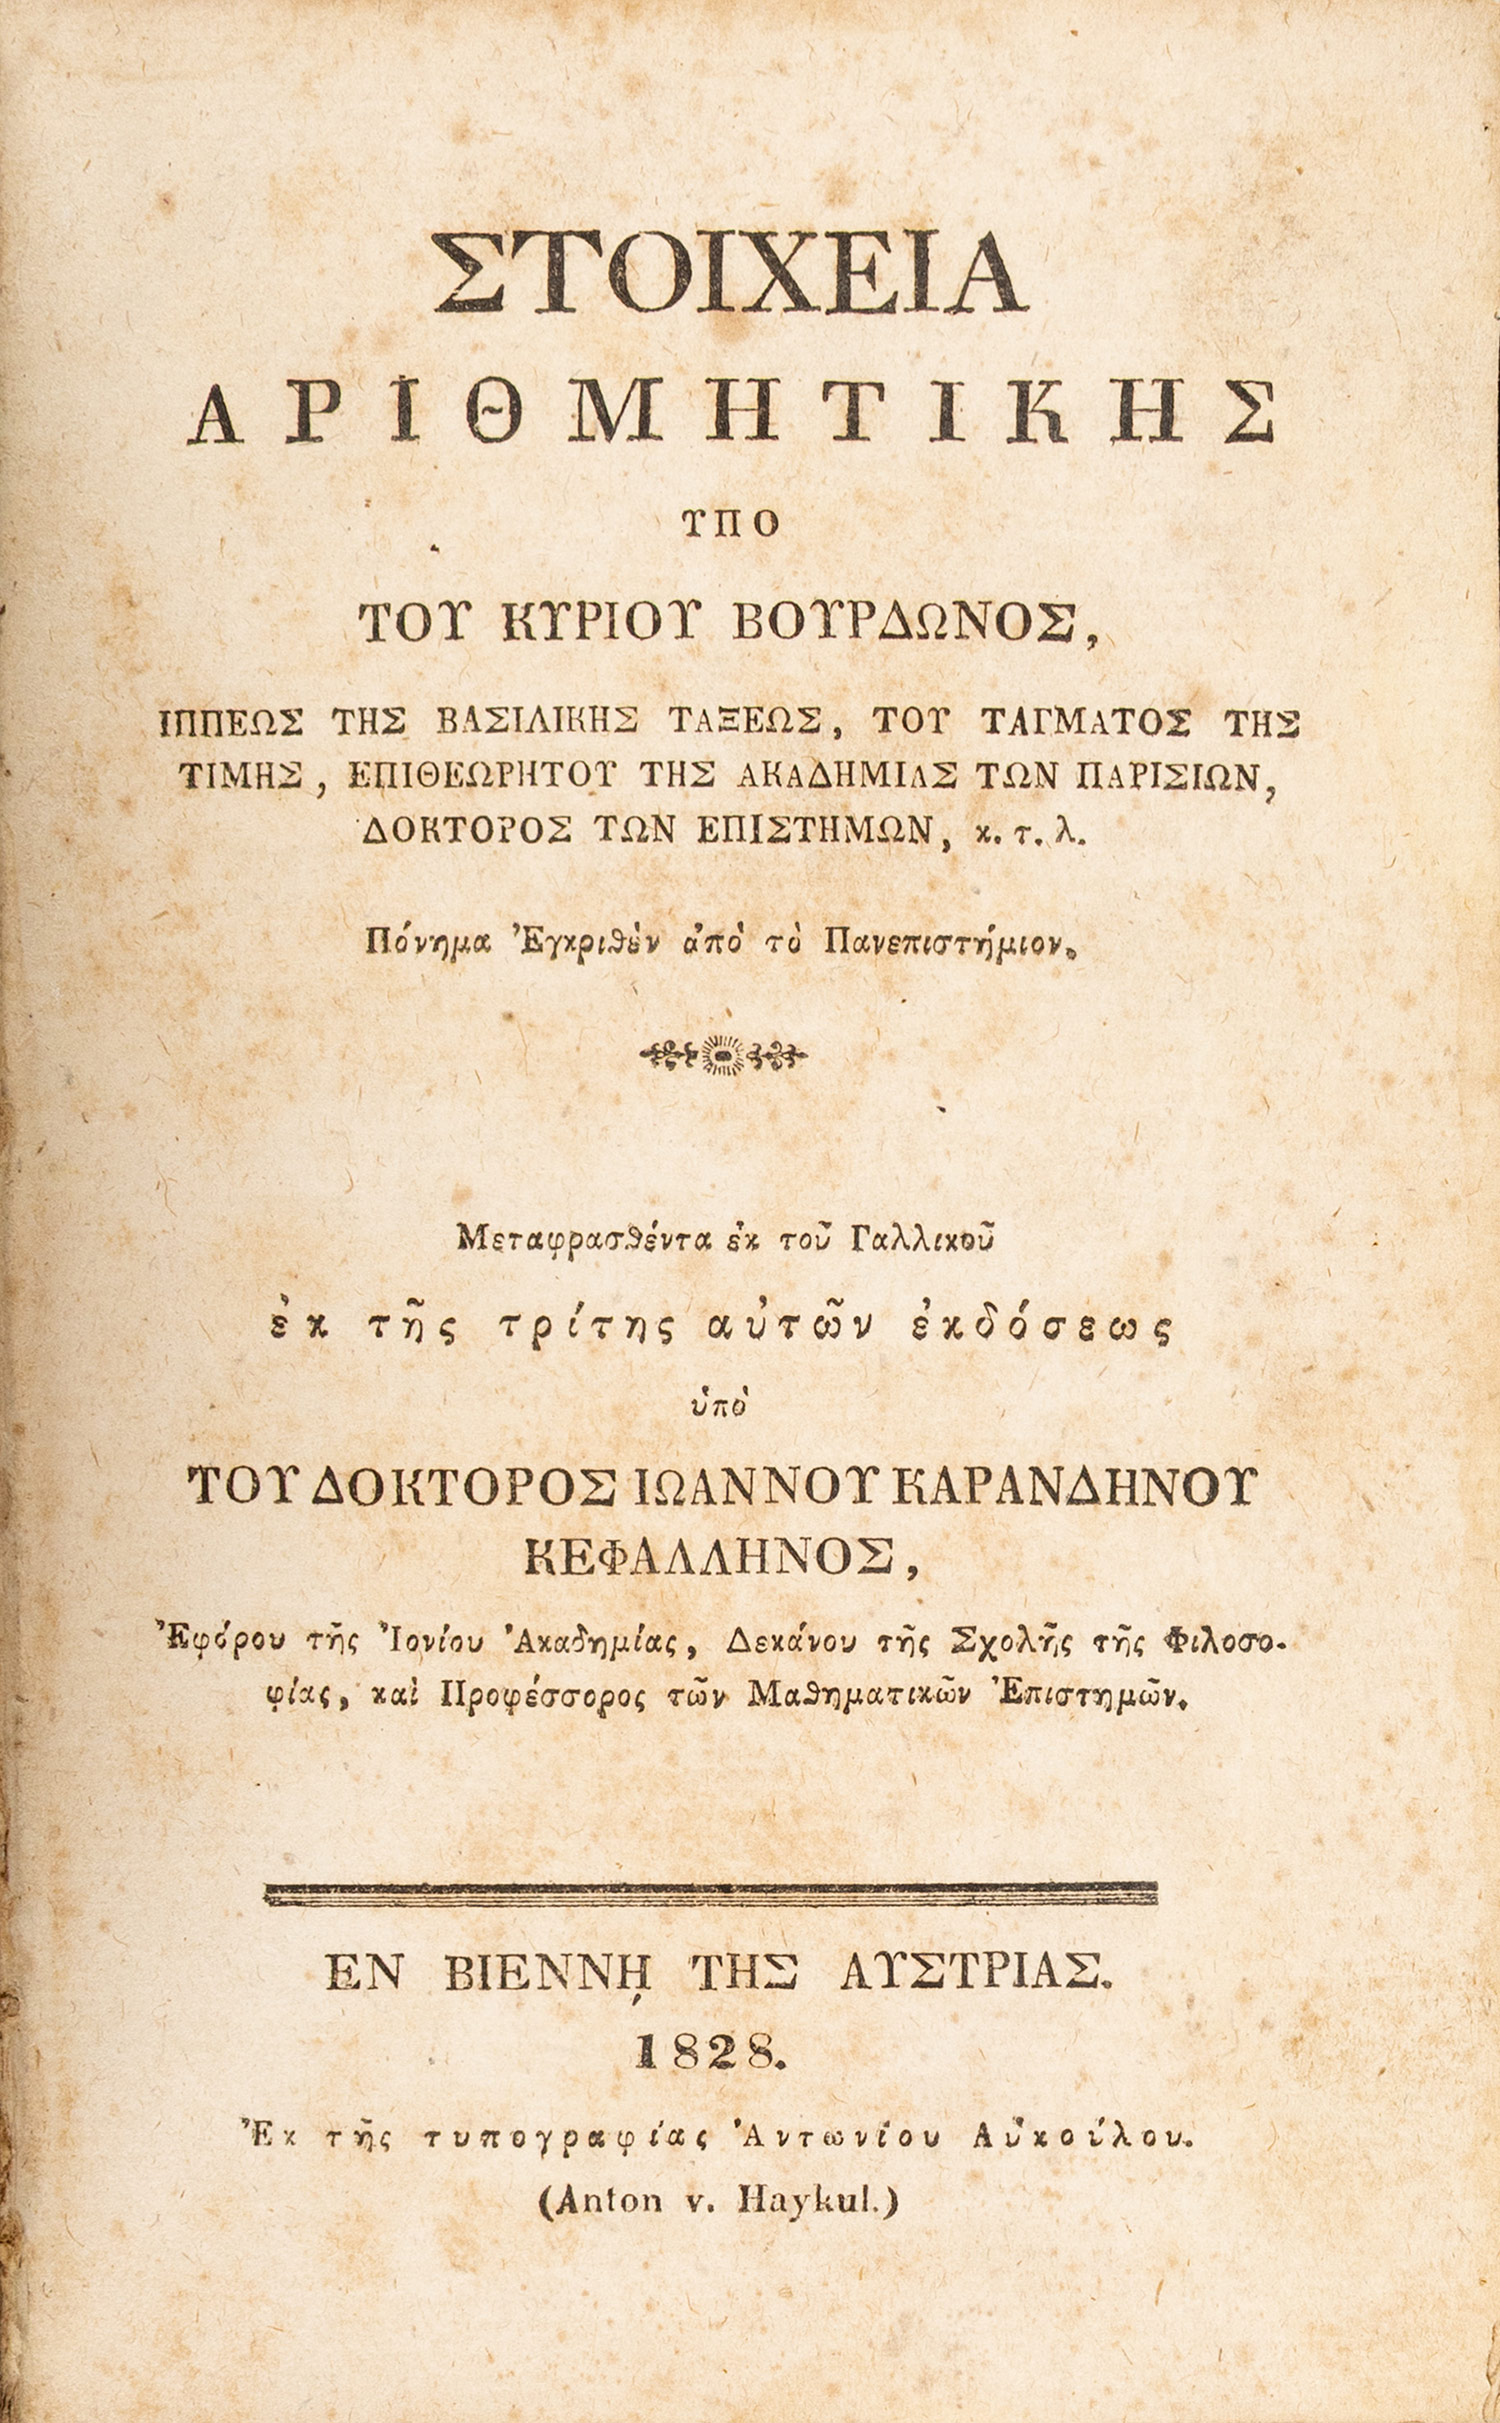 ΣΤΟΙΧΕΙΑ
ΑΡΙΘΜΗΤΙΚΗΣ
ΥΠΟ
ΤΟΥ ΚΥΡΙΟΥ ΒΟΥΡΔΩΝΟΣ,
ΙΠΠΕΩΣ ΤΗΣ ΒΑΣΙΛΙΚΗΣ ΤΑΞΕΩΣ, ΤΟΥ ΤΑΓΜΑΤΟΣ ΤΗΣ
ΤΙΜΗΣ, ΕΠΙΘΕΩΡΗΤΟΥ ΤΗΣ ΑΚΑΔΗΜΙΑΣ ΤΩΝ ΠΑΡΙΣΙΩΝ,
ΔΟΚΤΟΡΟΣ ΤΩΝ ΕΠΙΣΤΗΜΩΝ, κ. τ. λ.
Πόνημα Ἐγκριθὲν ἀπὸ τὸ Πανεπιστήμιον.
Μεταφρασθέντα ἐκ τοῦ Γαλλικοῦ
ἐκ τῆς τρίτης αὐτῶν ἐκδόσεως
ὑπὸ
ΤΟΥ ΔΟΚΤΟΡΟΣ ΙΩΑΝΝΟΥ ΚΑΡΑΝΔΗΝΟΥ
ΚΕΦΑΛΛΗΝΟΣ,
Ἐφόρου τῆς Ἰονίου Ἀκαδημίας, Δεκάνου τῆς Σχολῆς τῆς Φιλοσο-
φίας, καὶ Προφέσσορος τῶν Μαθηματικῶν Ἐπιστημῶν.
ΕΝ ΒΙΕΝΝῌ ΤΗΣ ΑΥΣΤΡΙΑΣ.
1828.
Ἐκ τῆς τυπογραφίας Ἀντωνίου Αὐκούλου.
(Anton v. Haykul.)